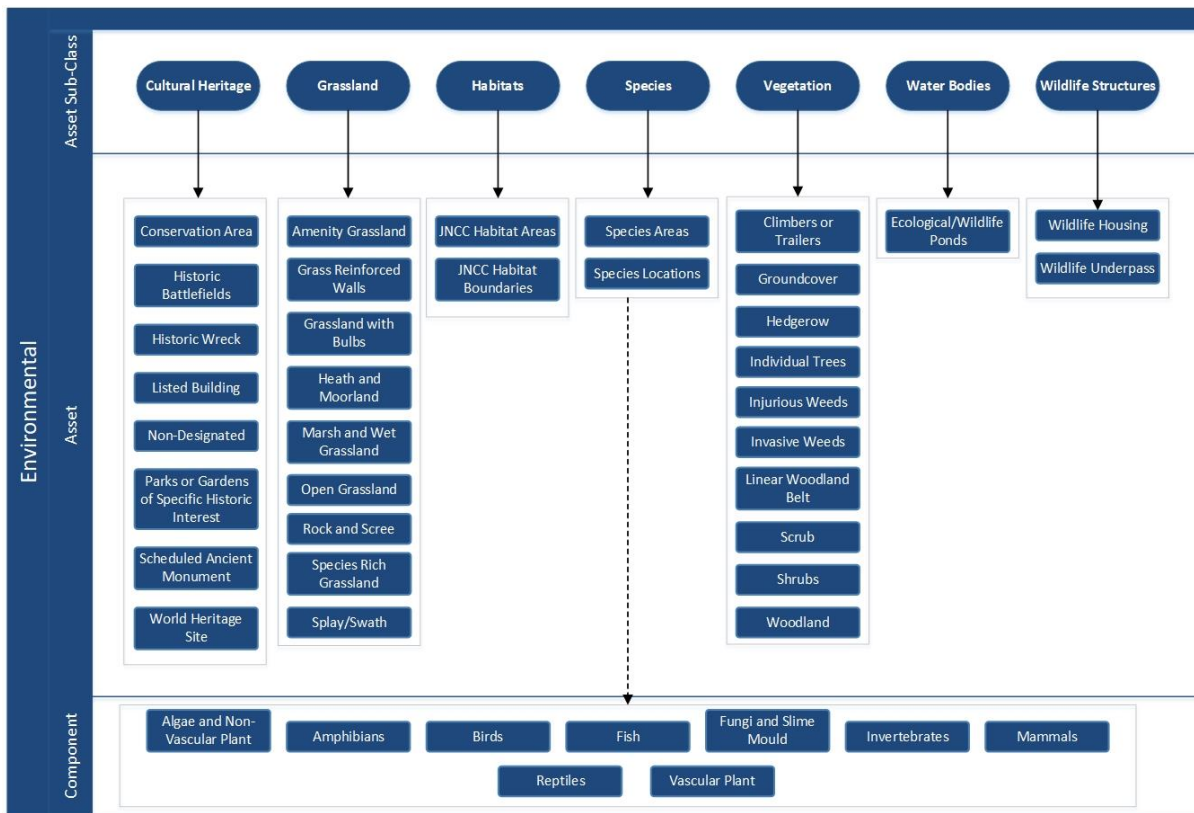 Environmental
Asset Sub-Class
Cultural Heritage
Grassland
Habitats
Species
Vegetation
Water Bodies
Wildlife Structures
Asset
Conservation Area
Historic
Battlefields
Historic Wreck
Listed Building
Non-Designated
Parks or Gardens
of Specific Historic
Interest
Scheduled Ancient
Monument
World Heritage
Site
Amenity Grassland
Grass Reinforced
Walls
Grassland with
Bulbs
Heath and
Moorland
Marsh and Wet
Grassland
Open Grassland
Rock and Scree
Species Rich
Grassland
Splay/Swath
JNCC Habitat Areas
JNCC Habitat
Boundaries
Species Areas
Species Locations
Climbers or
Trailers
Groundcover
Hedgerow
Individual Trees
Injurious Weeds
Invasive Weeds
Linear Woodland
Belt
Scrub
Shrubs
Woodland
Ecological/Wildlife
Ponds
Wildlife Housing
Wildlife Underpass
Component
Algae and Non-
Vascular Plant
Amphibians
Birds
Fish
Fungi and Slime
Mould
Invertebrates
Mammals
Reptiles
Vascular Plant